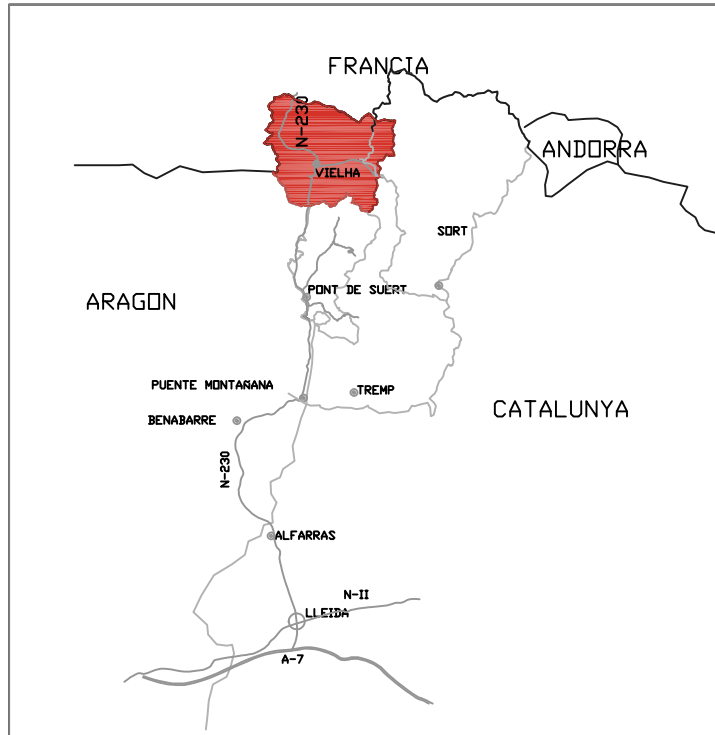 FRANCIA
N-230
ANDORRA
VIELHA
SORT
PONT DE SUERT
ARAGON
PUENTE MONTAÑANA
TREMP
CATALUNYA
BENABARRE
N-230
ALFARRAS
N-II
LLEIDA
A-7